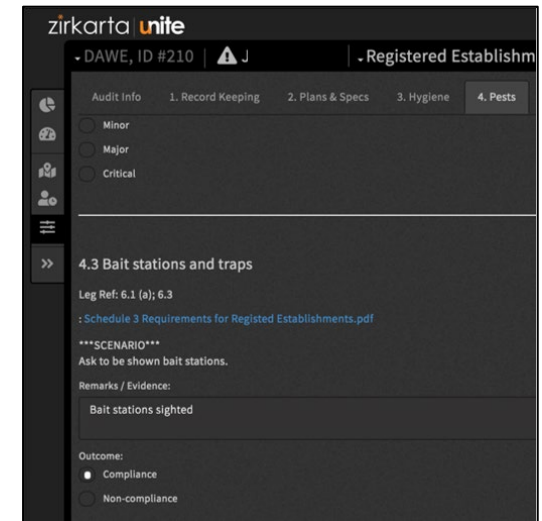 zirkarta unite
DAWE, ID #210 | J | Registered Establishm
Audit Info 1. Record Keeping 2. Plans & Specs 3. Hygiene 4. Pests
Minor
Major
Critical
4.3 Bait stations and traps
Leg Ref: 6.1 (a); 6.3
: Schedule 3 Requirements for Registed Establishments.pdf
***SCENARIO***
Ask to be shown bait stations.
Remarks / Evidence:
Bait stations sighted
Outcome:
Compliance
Non-compliance